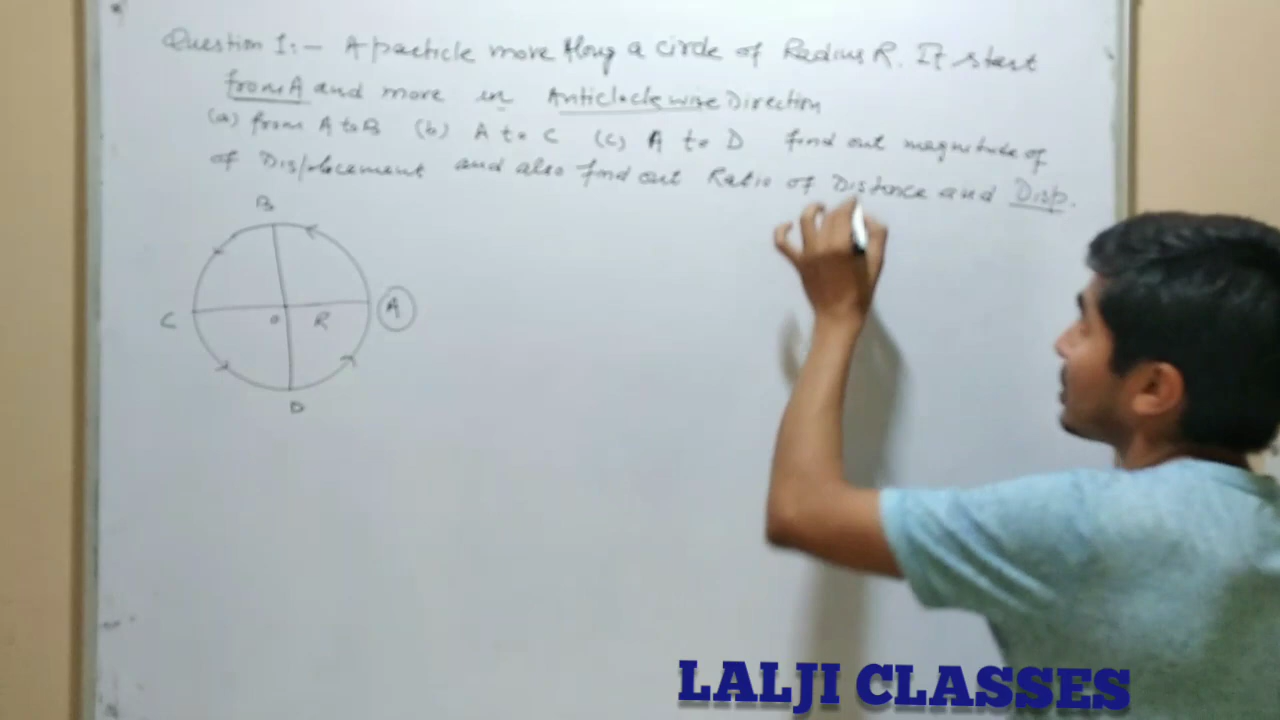 Question 1:- A particle move Along a circle of Radius R. It start
from A and move in Anticlockwise Direction
(a) from A to B (b) A to C (c) A to D find out magnitude of
of Displacement and also find out Ratio of Distance and Disp.
B
C O R A
D
LALJI CLASSES